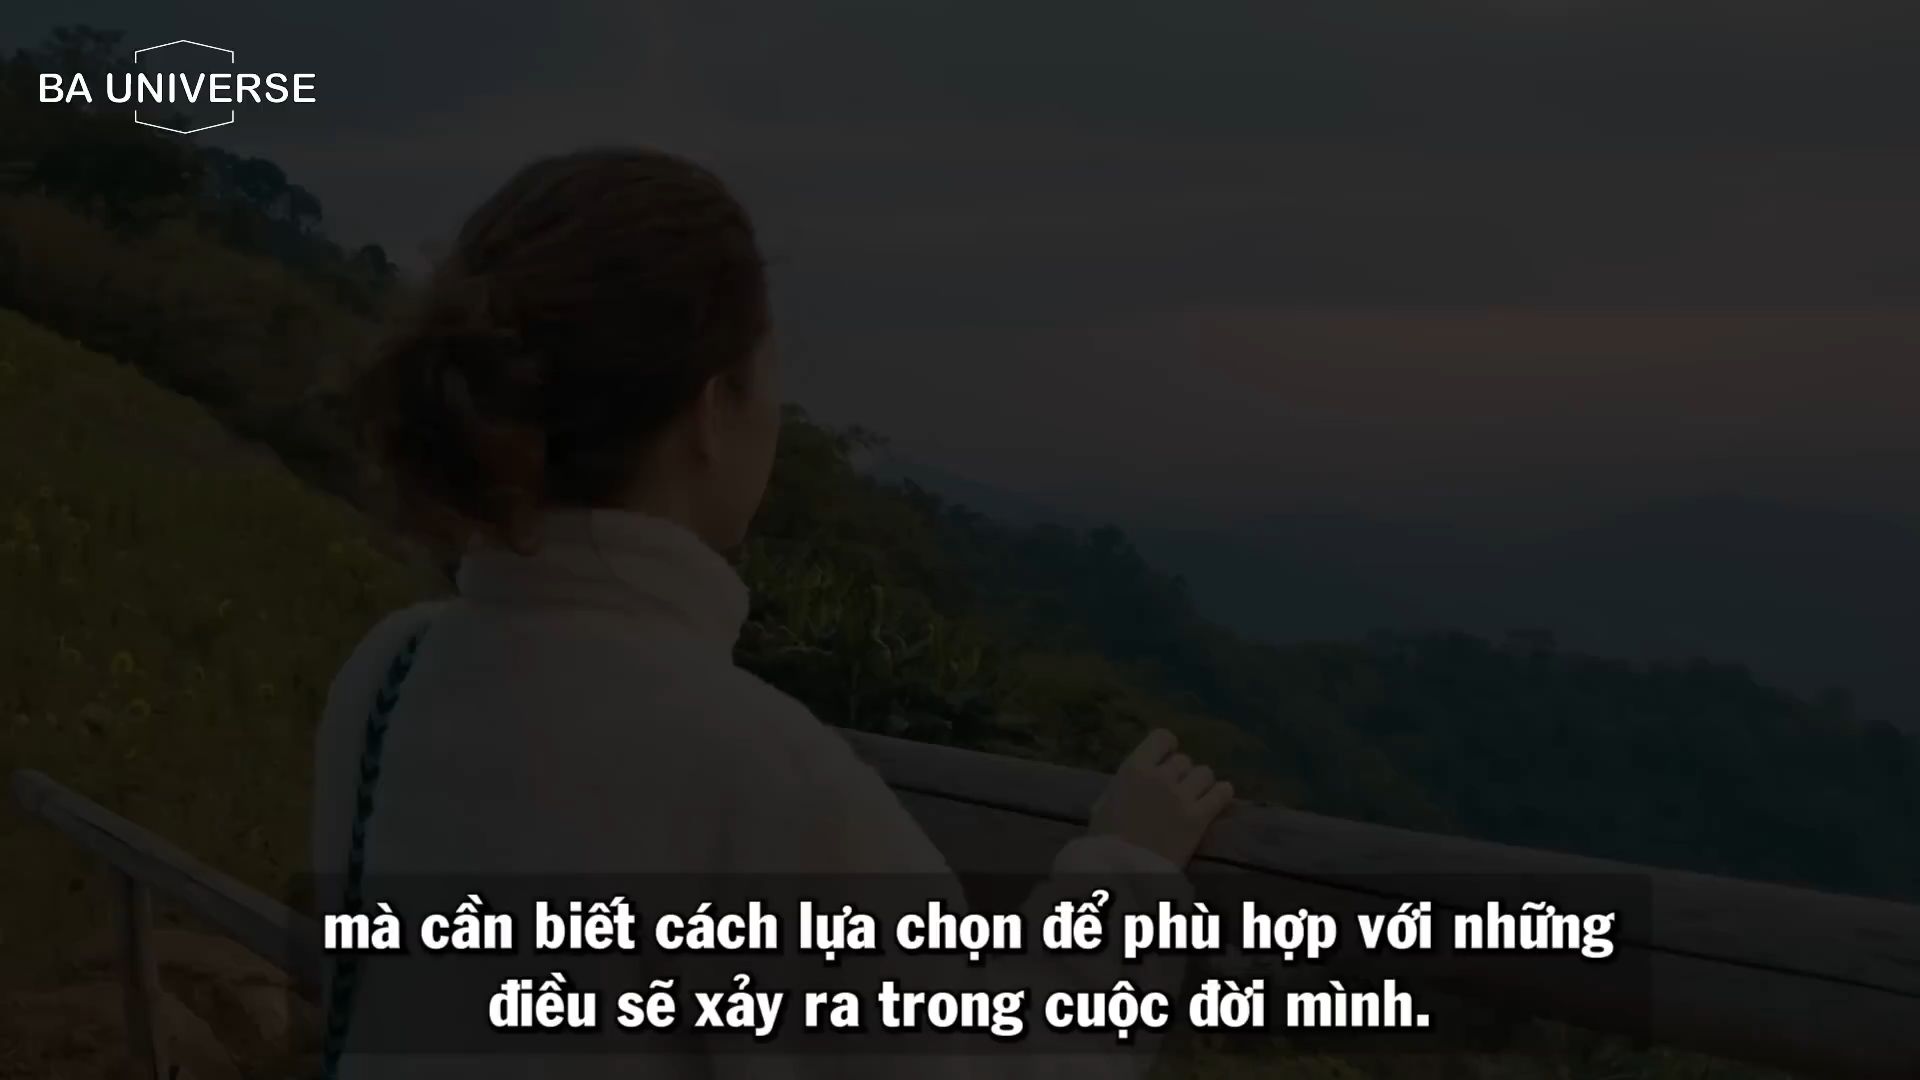 BA UNIVERSE
mà cần biết cách lựa chọn để phù hợp với những
điều sẽ xảy ra trong cuộc đời mình.